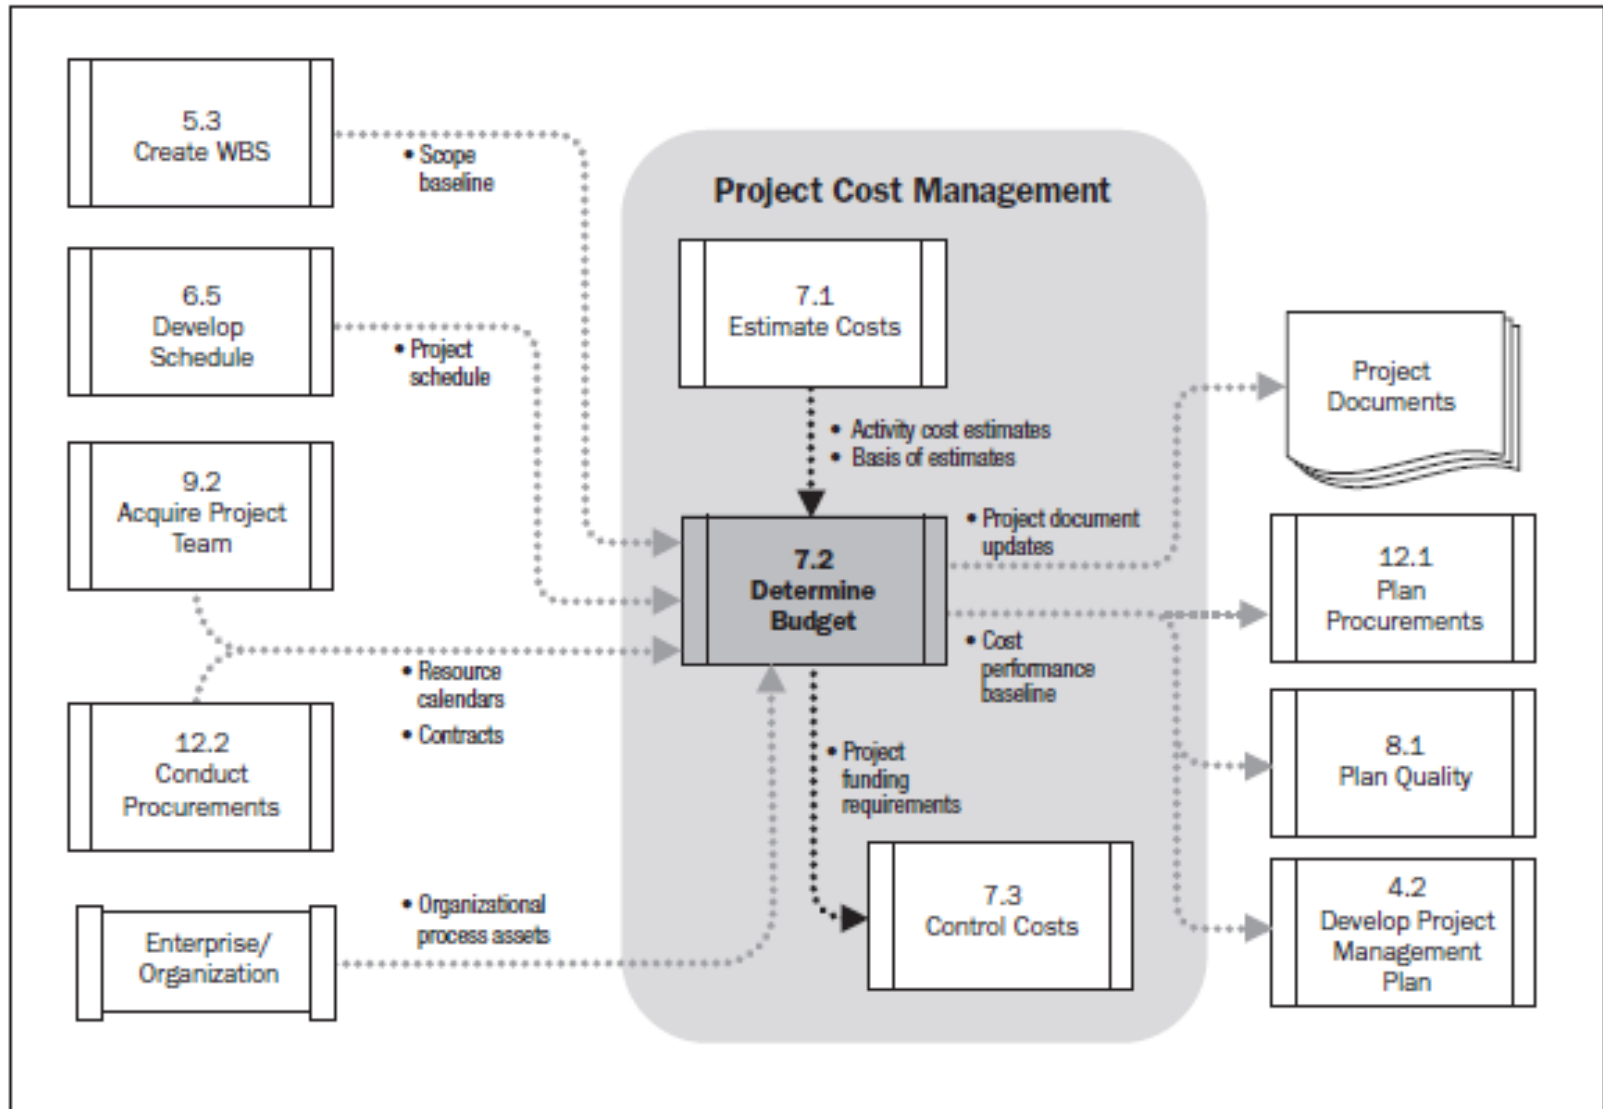 5.3
Create WBS
• Scope
baseline
6.5
Develop
Schedule
• Project
schedule
9.2
Acquire Project
Team
12.2
Conduct
Procurements
• Resource
calendars
• Contracts
Enterprise/
Organization
• Organizational
process assets
Project Cost Management
7.1
Estimate Costs
• Activity cost estimates
• Basis of estimates
7.2
Determine
Budget
• Project document
updates
• Cost
performance
baseline
• Project
funding
requirements
7.3
Control Costs
Project
Documents
12.1
Plan
Procurements
8.1
Plan Quality
4.2
Develop Project
Management
Plan